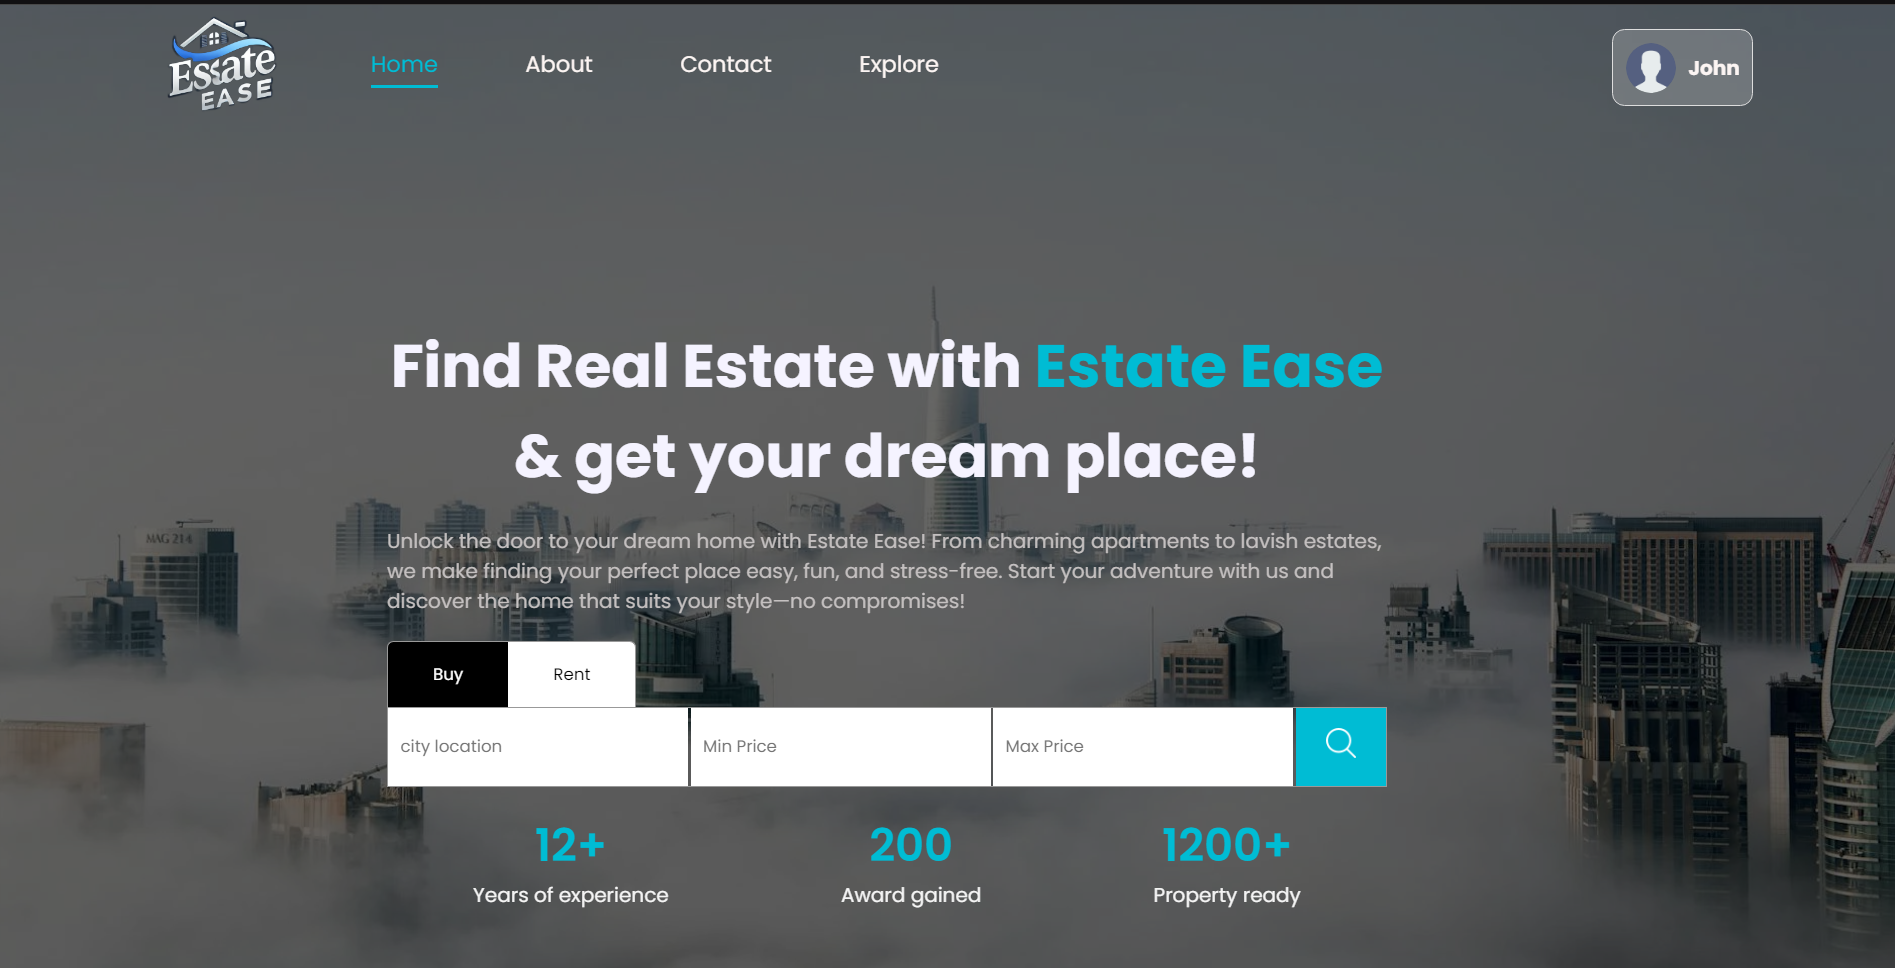 Essate
EASE
Home
About
Contact
Explore
John
Find Real Estate with Estate Ease
& get your dream place!
MAG 214
Unlock the door to your dream home with Estate Ease! From charming apartments to lavish estates,
we make finding your perfect place easy, fun, and stress-free. Start your adventure with us and
discover the home that suits your style—no compromises!
Buy
Rent
city location
Min Price
Max Price
12+
200
1200+
Years of experience
Award gained
Property ready